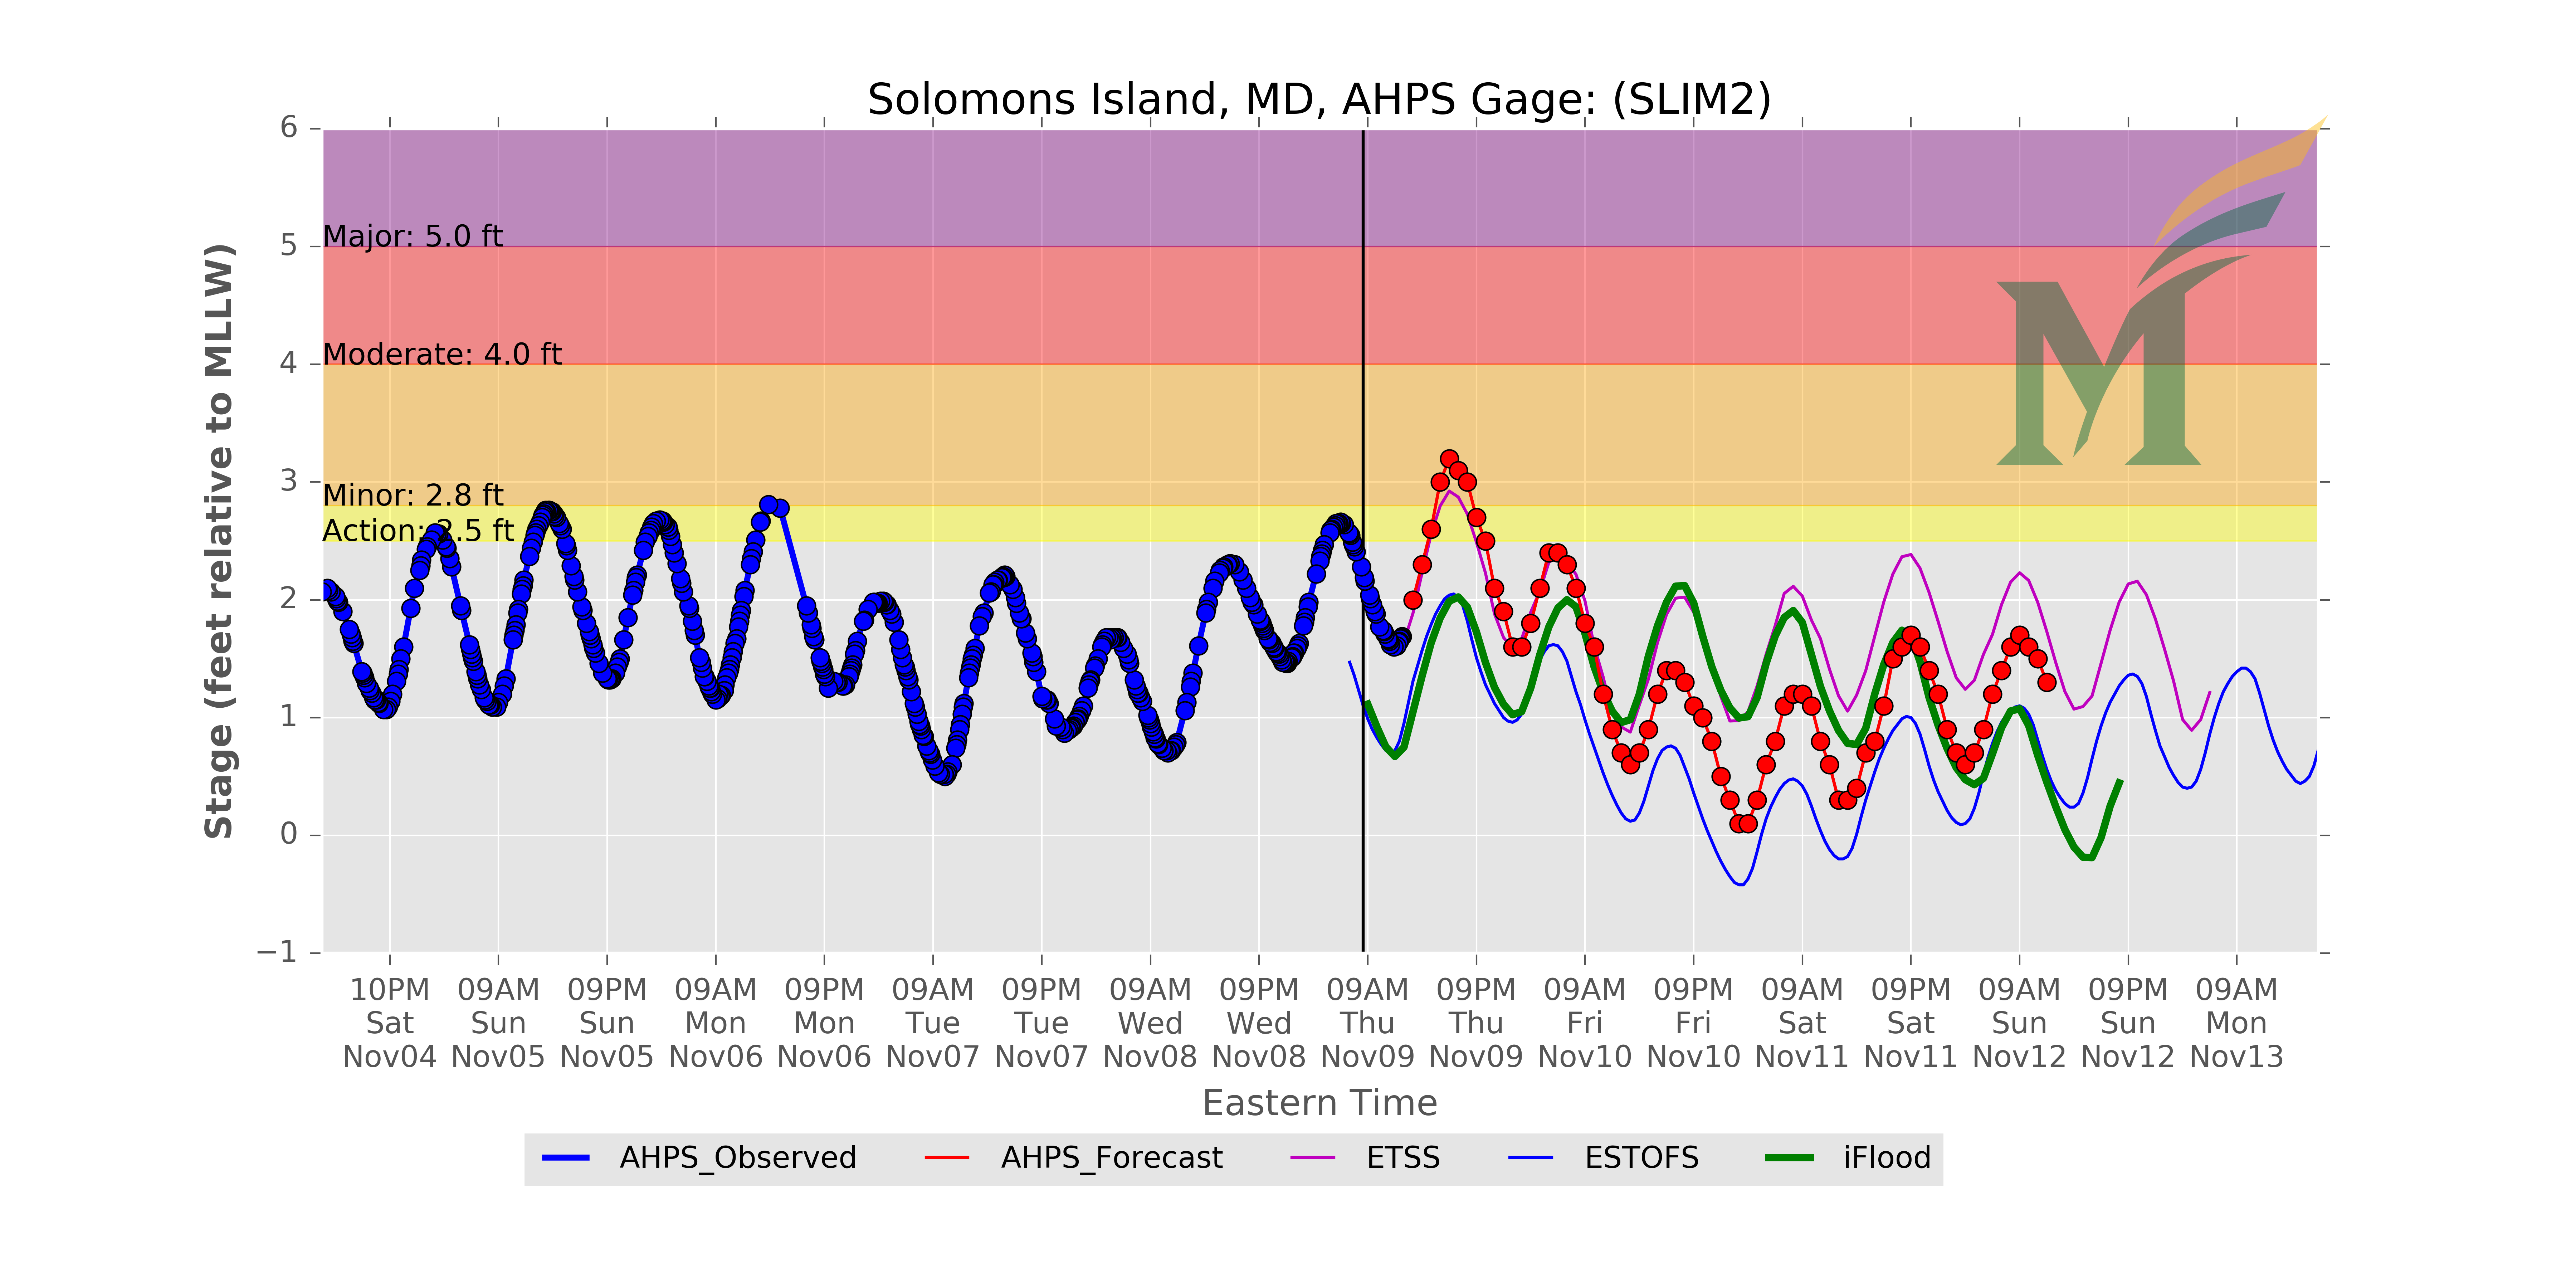 Solomons Island, MD, AHPS Gage: (SLIM2)
6
5
4
3
2
1
0
−1
Stage (feet relative to MLLW)
Major: 5.0 ft
Moderate: 4.0 ft
Minor: 2.8 ft
Action: 2.5 ft
M
10PM 09AM 09PM 09AM 09PM 09AM 09PM 09AM 09PM 09AM 09PM 09AM 09PM 09AM 09PM 09AM 09PM 09AM
Sat Sun Sun Mon Mon Tue Tue Wed Wed Thu Thu Fri Fri Sat Sat Sun Sun Mon
Nov04 Nov05 Nov05 Nov06 Nov06 Nov07 Nov07 Nov08 Nov08 Nov09 Nov09 Nov10 Nov10 Nov11 Nov11 Nov12 Nov12 Nov13
Eastern Time
AHPS_Observed AHPS_Forecast ETSS ESTOFS iFlood